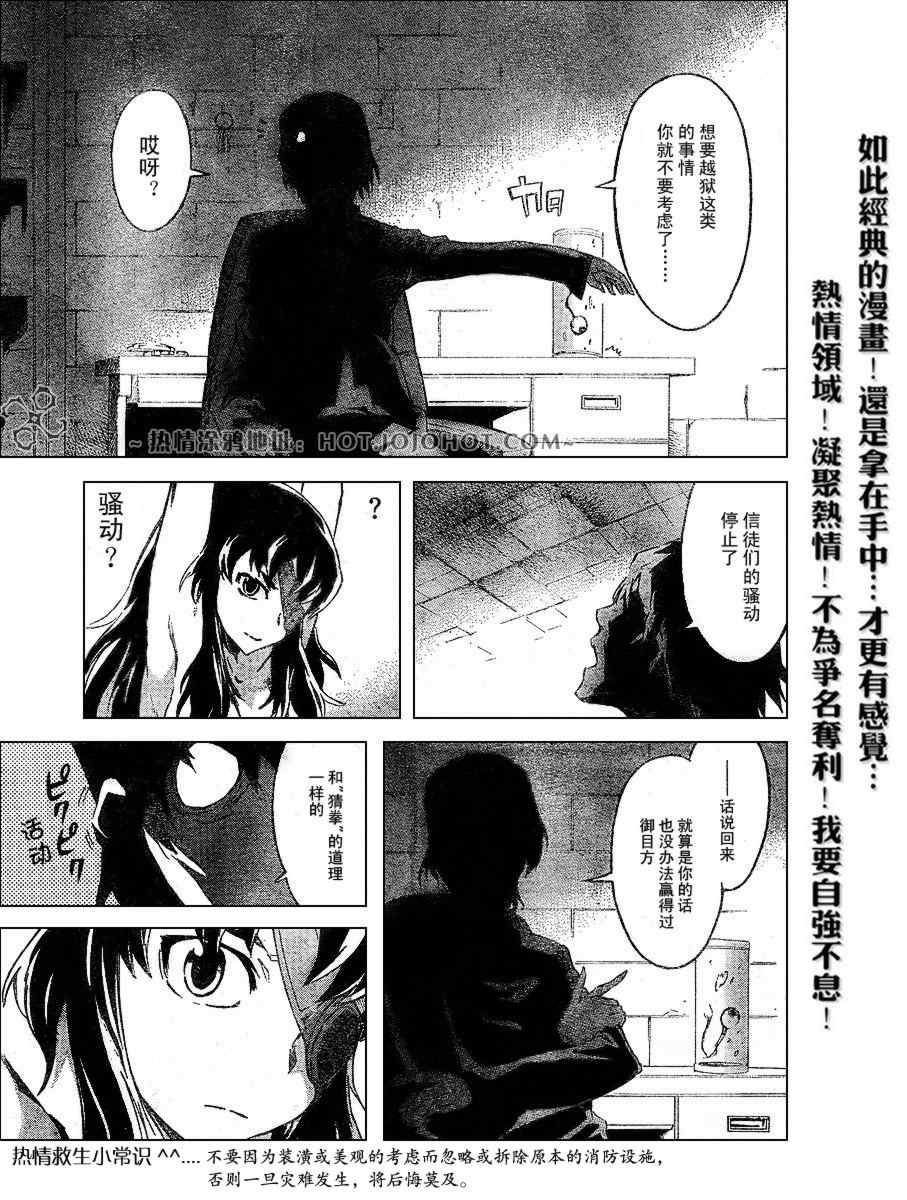 想要越狱这类
的事情
你就不要考虑
了……
哎呀？
カタ
~热情涂鸦地址：HOT.JOJOHOT.COM~
信徒们的骚动
停止了
？
骚动？
——话说回来
就算是你的话
也没办法赢得过
御目方
和“猜拳”的道理
一样的
ピク
ピク
活动
如此經典的漫畫！還是拿在手中…才更有感覺…
熱情領域！凝聚熱情！不為爭名奪利！我要自強不息！
热情救生小常识 ^^.... 不要因为装潢或美观的考虑而忽略或拆除原本的消防设施，
否则一旦灾难发生，将后悔莫及。